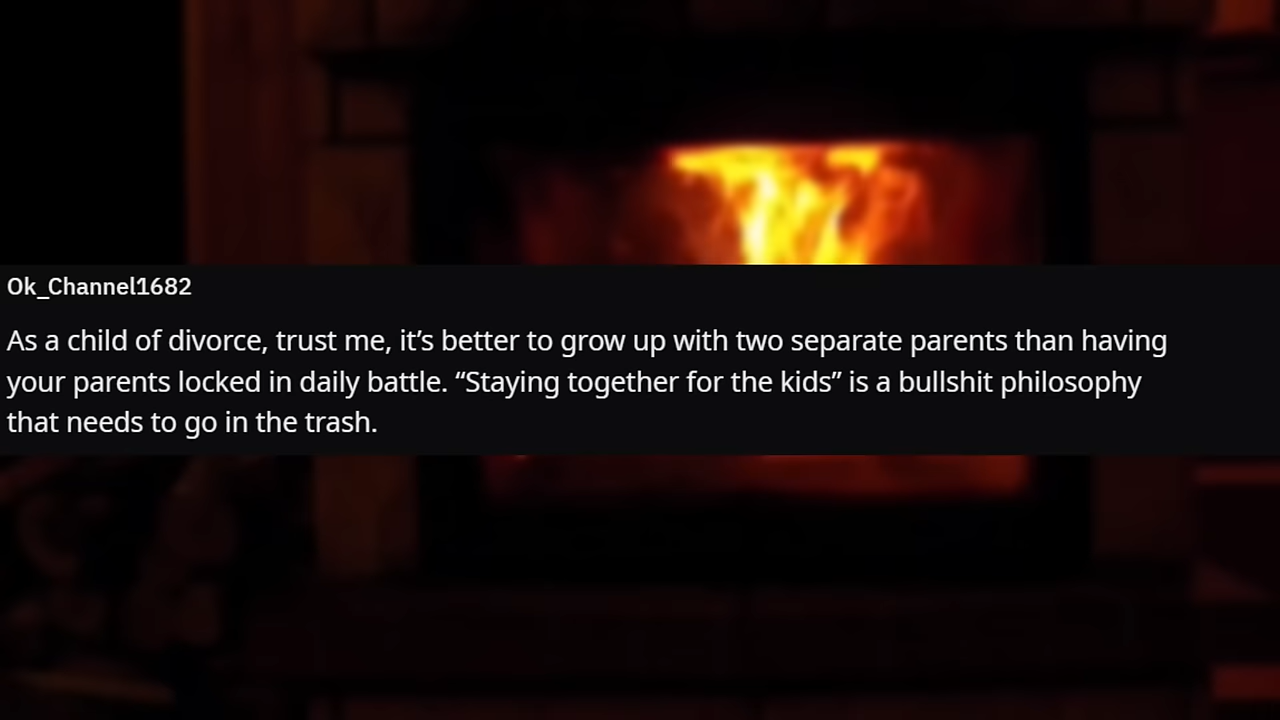 Ok_Channel1682
As a child of divorce, trust me, it’s better to grow up with two separate parents than having
your parents locked in daily battle. “Staying together for the kids” is a bullshit philosophy
that needs to go in the trash.